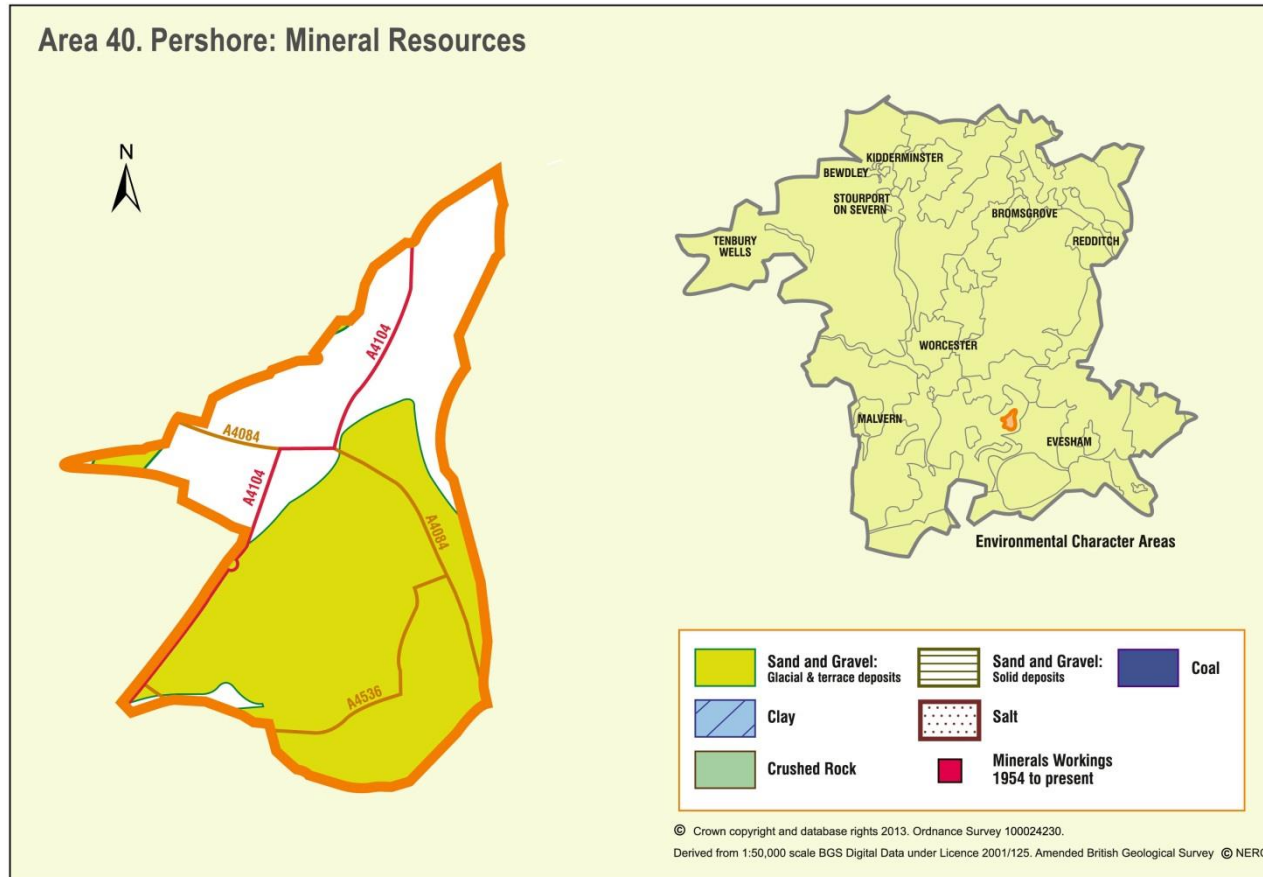 Area 40. Pershore: Mineral Resources
N
A4104
A4084
A4104
A4084
A4536
KIDDERMINSTER
BEWDLEY
STOURPORT
ON SEVERN
BROMSGROVE
REDDITCH
TENBURY
WELLS
WORCESTER
MALVERN
EVESHAM
Environmental Character Areas
Sand and Gravel:
Glacial & terrace deposits
Sand and Gravel:
Solid deposits
Coal
Clay
Salt
Crushed Rock
Minerals Workings
1954 to present
© Crown copyright and database rights 2013. Ordnance Survey 100024230.
Derived from 1:50,000 scale BGS Digital Data under Licence 2001/125. Amended British Geological Survey © NERC